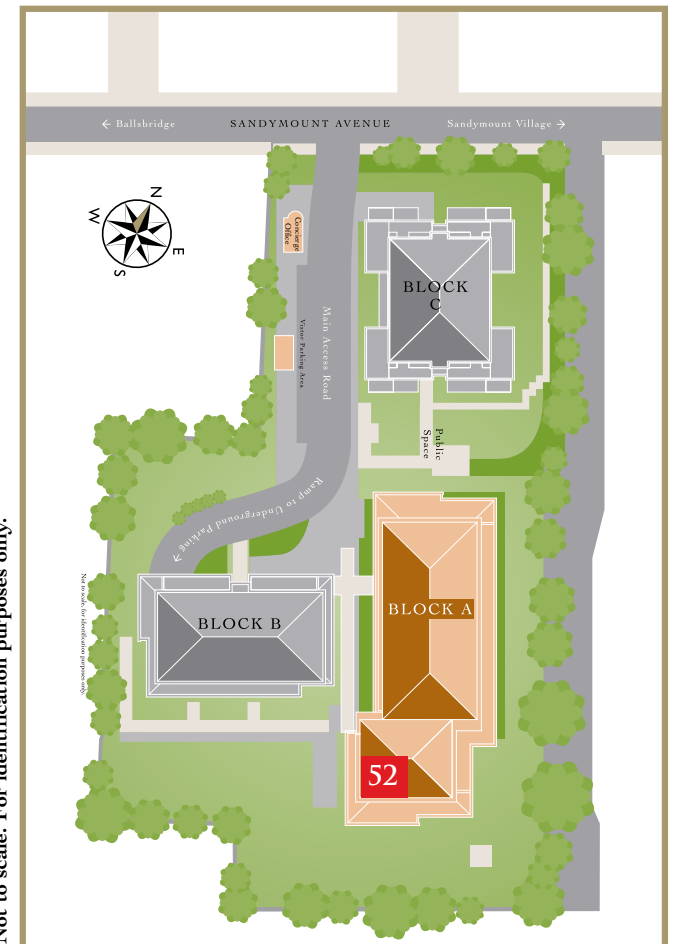 ← Ballsbridge
SANDYMOUNT AVENUE
Sandymount Village →
N
W
E
S
Concierge
Office
BLOCK
C
Main Access Road
Vistor Parking Area
Public
Space
Ramp to Underground Parking
BLOCK A
BLOCK B
52
Not to scale, for identification purposes only.
Not to scale. For identification purposes only.